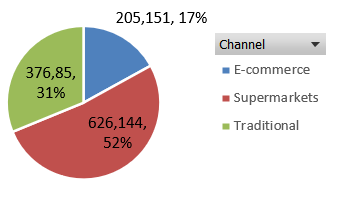 205,151, 17%
376,85,
31%
626,144,
52%
Channel
E-commerce
Supermarkets
Traditional